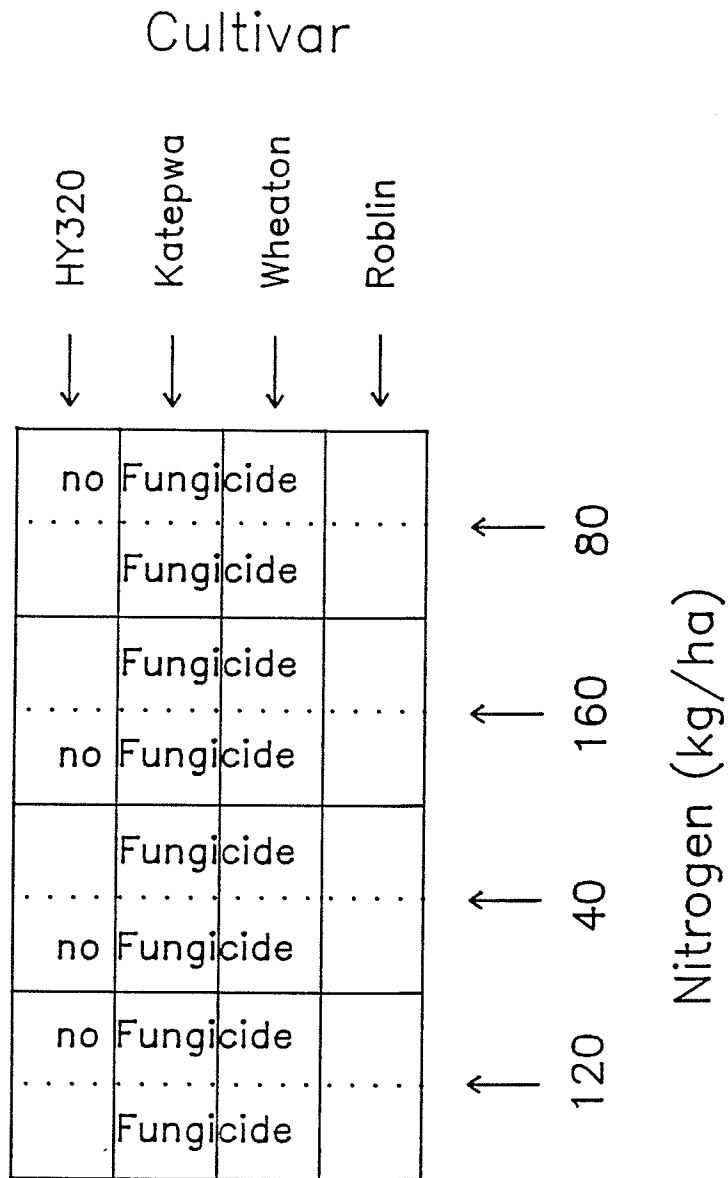 Cultivar
HY320
Katepwa
Wheaton
Roblin
no Fungicide
Fungicide
80
Fungicide
no Fungicide
160
Fungicide
no Fungicide
40
no Fungicide
Fungicide
120
Nitrogen (kg/ha)